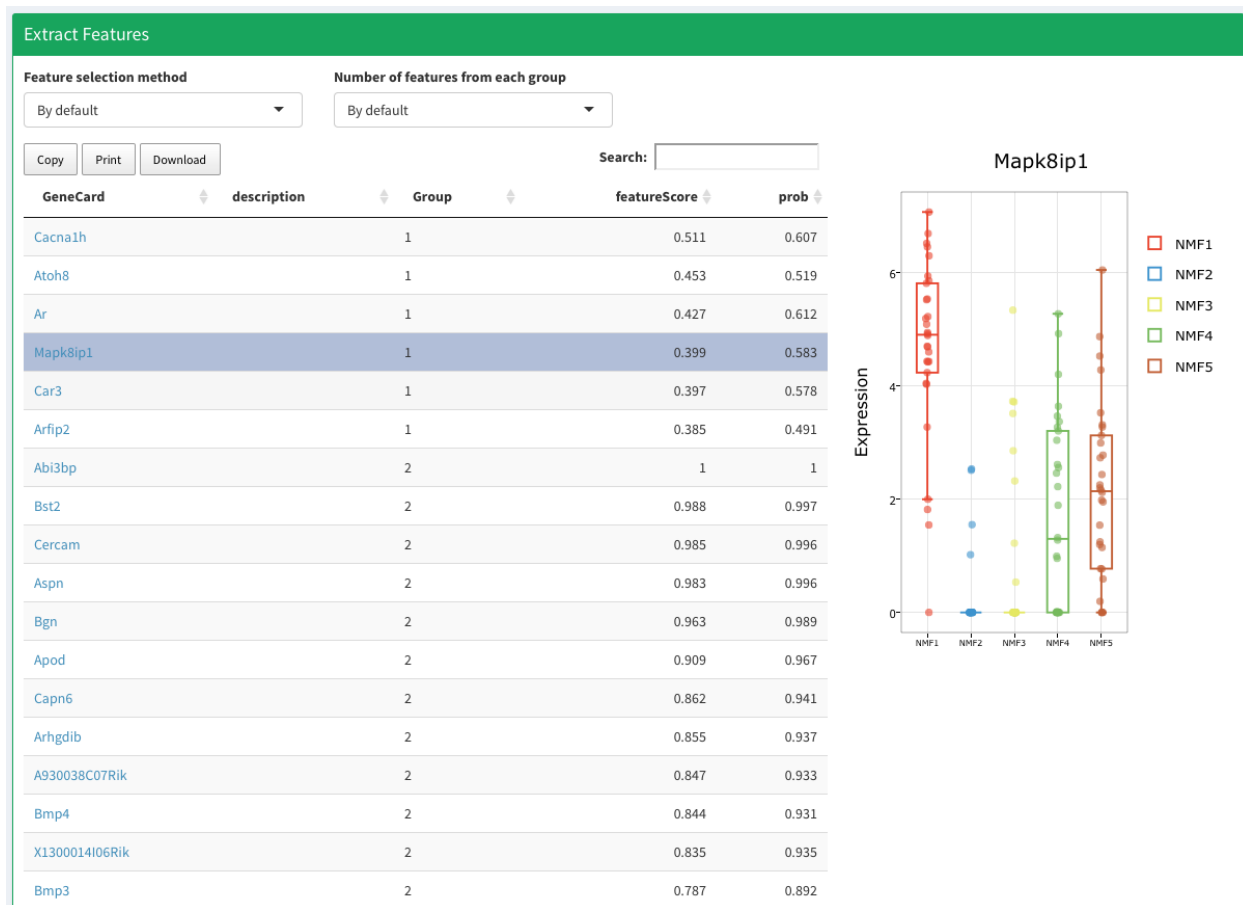 Extract Features
Feature selection method Number of features from each group
By default By default
Copy Print Download Search:
GeneCard description Group featureScore prob
Cacna1h 1 0.511 0.607
Atoh8 1 0.453 0.519
Ar 1 0.427 0.612
Mapk8ip1 1 0.399 0.583
Car3 1 0.397 0.578
Arfip2 1 0.385 0.491
Abi3bp 2 1 1
Bst2 2 0.988 0.997
Cercam 2 0.985 0.996
Aspn 2 0.983 0.996
Bgn 2 0.963 0.989
Apod 2 0.909 0.967
Capn6 2 0.862 0.941
Arhgdib 2 0.855 0.937
A930038C07Rik 2 0.847 0.933
Bmp4 2 0.844 0.931
X1300014I06Rik 2 0.835 0.935
Bmp3 2 0.787 0.892
Mapk8ip1
Expression
6
4
2
0
NMF1 NMF2 NMF3 NMF4 NMF5
NMF1
NMF2
NMF3
NMF4
NMF5